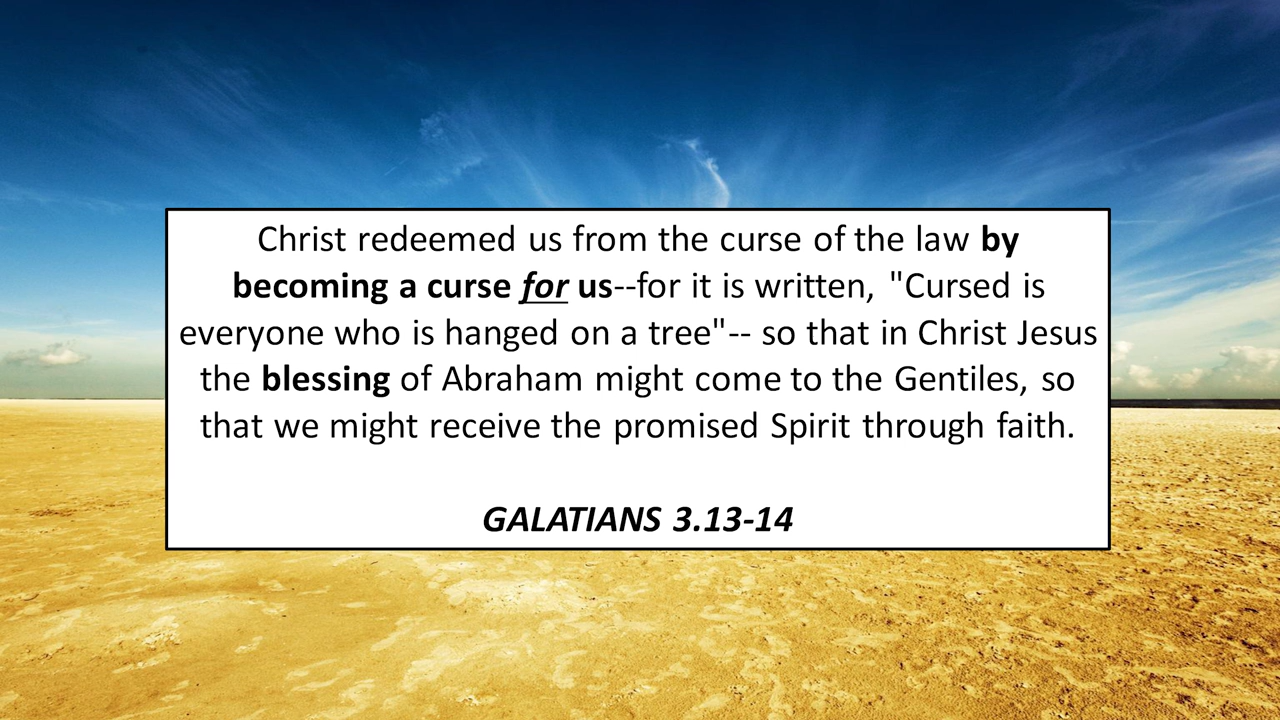 Christ redeemed us from the curse of the law by
becoming a curse for us--for it is written, "Cursed is
everyone who is hanged on a tree"-- so that in Christ Jesus
the blessing of Abraham might come to the Gentiles, so
that we might receive the promised Spirit through faith.
GALATIANS 3.13-14